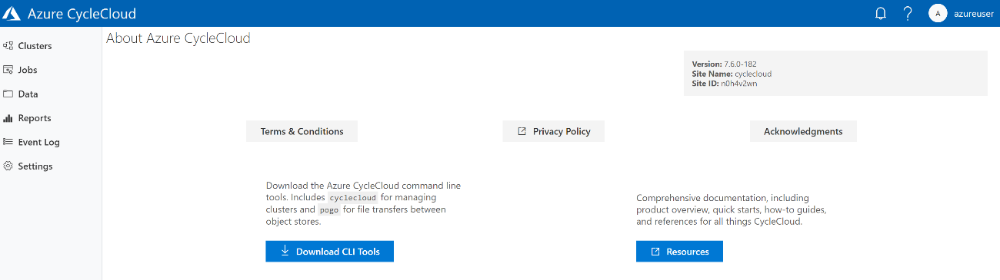 Azure CycleCloud
A
azureuser
Clusters
Jobs
Data
Reports
Event Log
Settings
About Azure CycleCloud
Version: 7.6.0-182
Site Name: cyclecloud
Site ID: n0h4v2wn
Terms & Conditions
Privacy Policy
Acknowledgments
Download the Azure CycleCloud command line
tools. Includes cyclecloud for managing
clusters and pogo for file transfers between
object stores.
Download CLI Tools
Comprehensive documentation, including
product overview, quick starts, how-to guides,
and references for all things CycleCloud.
Resources